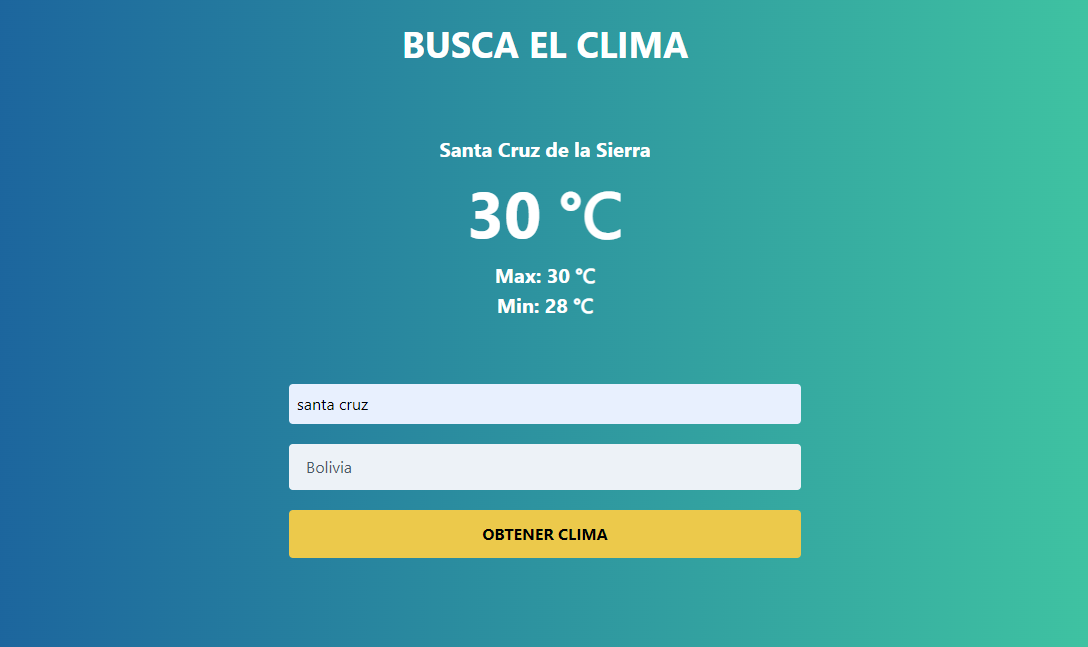 BUSCA EL CLIMA
Santa Cruz de la Sierra
30 ℃
Max: 30 ℃
Min: 28 ℃
santa cruz
Bolivia
OBTENER CLIMA